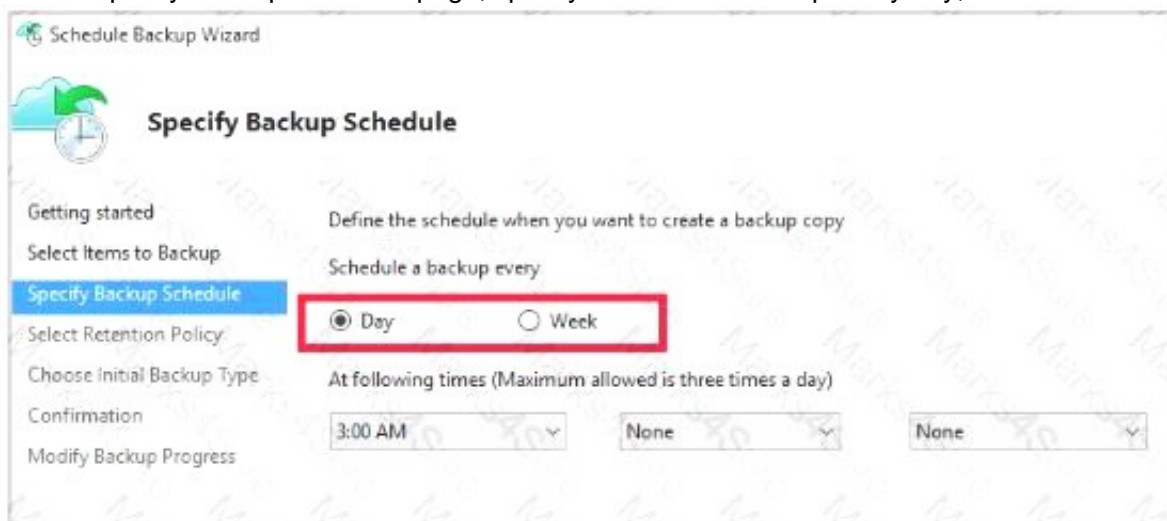 Schedule Backup Wizard
Specify Backup Schedule
Getting started
Select Items to Backup
Specify Backup Schedule
Select Retention Policy
Choose Initial Backup Type
Confirmation
Modify Backup Progress
Define the schedule when you want to create a backup copy
Schedule a backup every
Day Week
At following times (Maximum allowed is three times a day)
3:00 AM None None
Marks4Sure